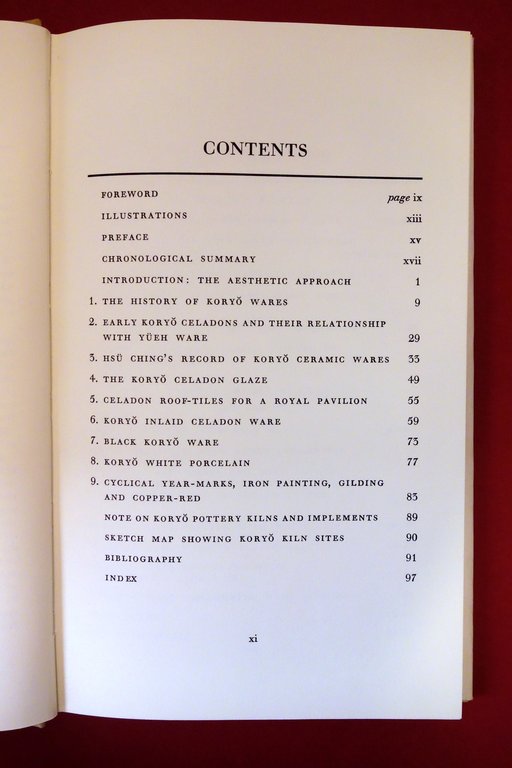 CONTENTS
FOREWORD page ix
ILLUSTRATIONS xiii
PREFACE xv
CHRONOLOGICAL SUMMARY xvii
INTRODUCTION: THE AESTHETIC APPROACH 1
1. THE HISTORY OF KORYŎ WARES 9
2. EARLY KORYŎ CELADONS AND THEIR RELATIONSHIP
WITH YÜEH WARE 29
3. HSÜ CHING'S RECORD OF KORYŎ CERAMIC WARES 33
4. THE KORYŎ CELADON GLAZE 49
5. CELADON ROOF-TILES FOR A ROYAL PAVILION 55
6. KORYŎ INLAID CELADON WARE 59
7. BLACK KORYŎ WARE 73
8. KORYŎ WHITE PORCELAIN 77
9. CYCLICAL YEAR-MARKS, IRON PAINTING, GILDING
AND COPPER-RED 83
NOTE ON KORYŎ POTTERY KILNS AND IMPLEMENTS 89
SKETCH MAP SHOWING KORYŎ KILN SITES 90
BIBLIOGRAPHY 91
INDEX 97
xi